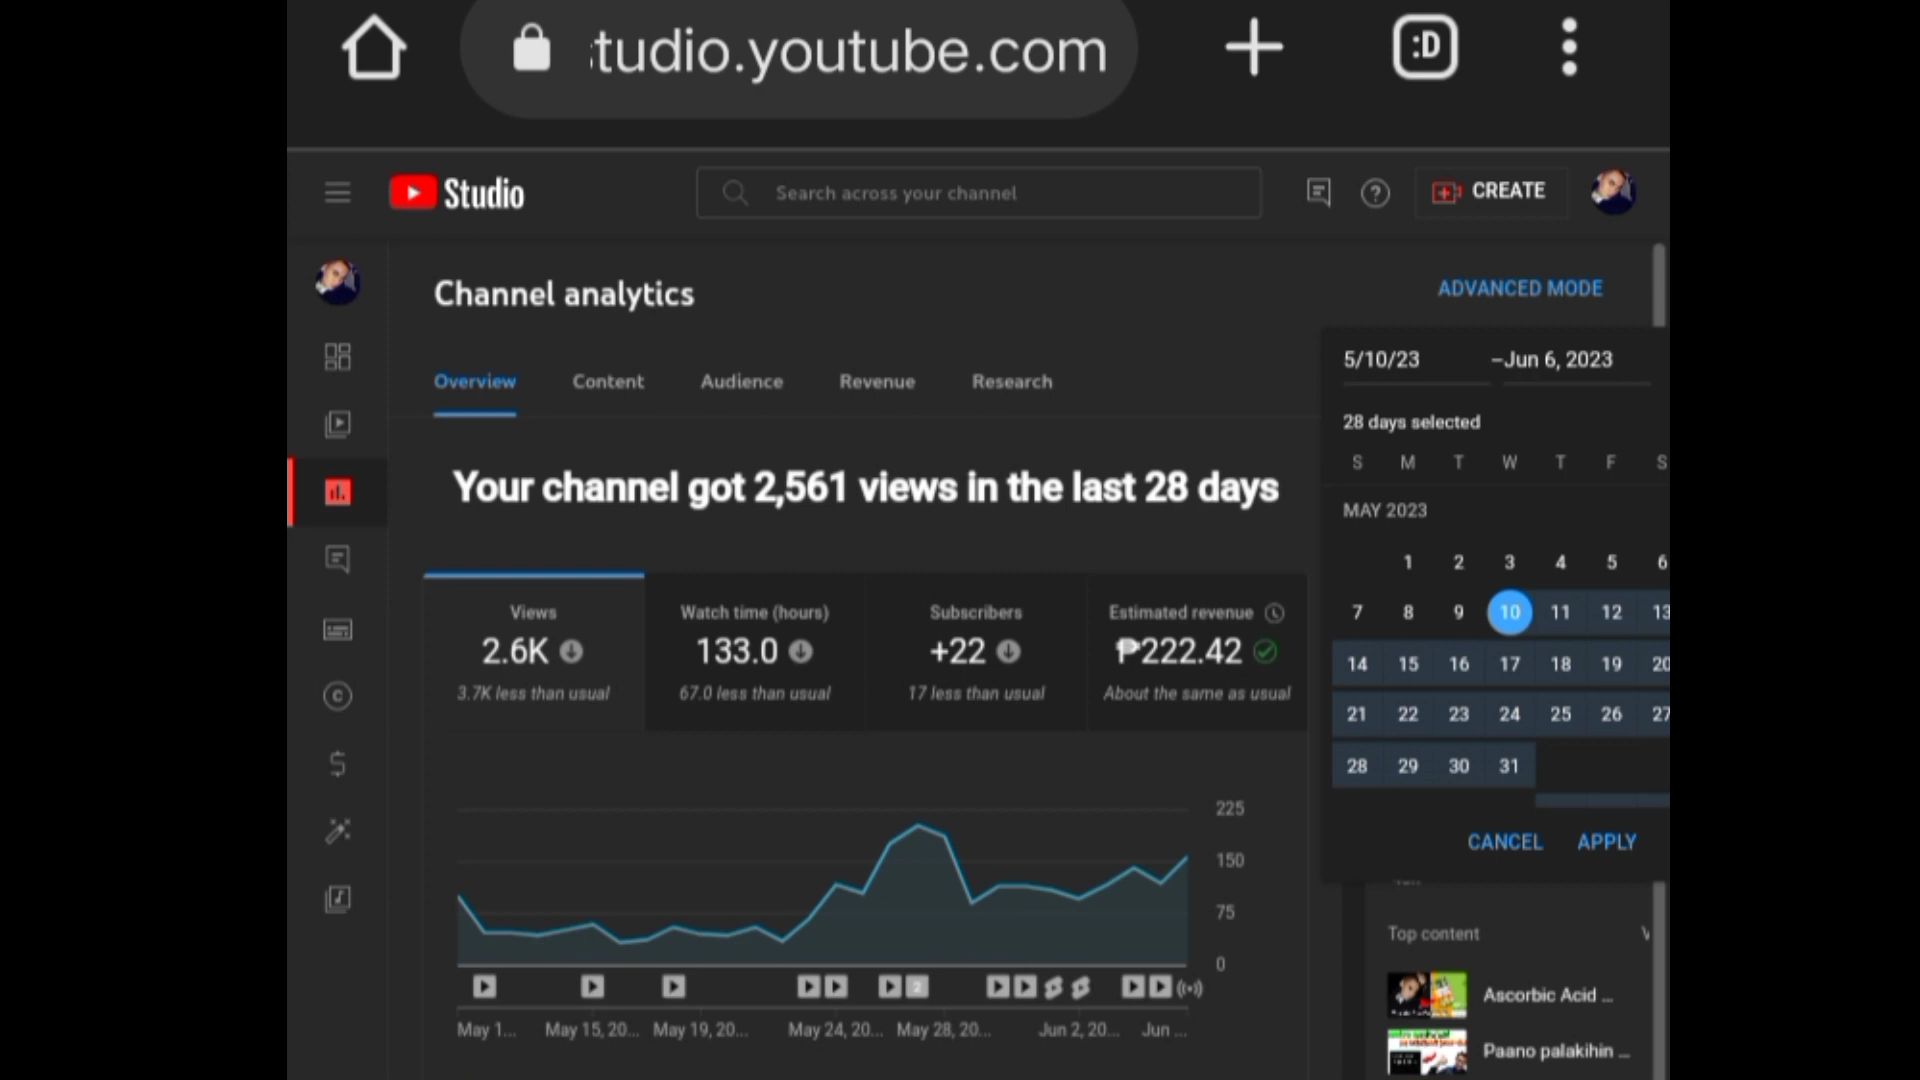 studio.youtube.com
:D
Studio
Search across your channel
CREATE
Channel analytics
ADVANCED MODE
5/10/23 –Jun 6, 2023
Overview Content Audience Revenue Research
28 days selected
S M T W T F S
Your channel got 2,561 views in the last 28 days
MAY 2023
1 2 3 4 5 6
7 8 9 10 11 12 13
14 15 16 17 18 19 20
21 22 23 24 25 26 27
28 29 30 31
CANCEL APPLY
Views
2.6K
3.7K less than usual
Watch time (hours)
133.0
67.0 less than usual
Subscribers
+22
17 less than usual
Estimated revenue
₱222.42
About the same as usual
225
150
75
0
2
May 1... May 15, 20... May 19, 20... May 24, 20... May 28, 20... Jun 2, 20... Jun ...
Top content
Ascorbic Acid ...
Paano palakihin ...